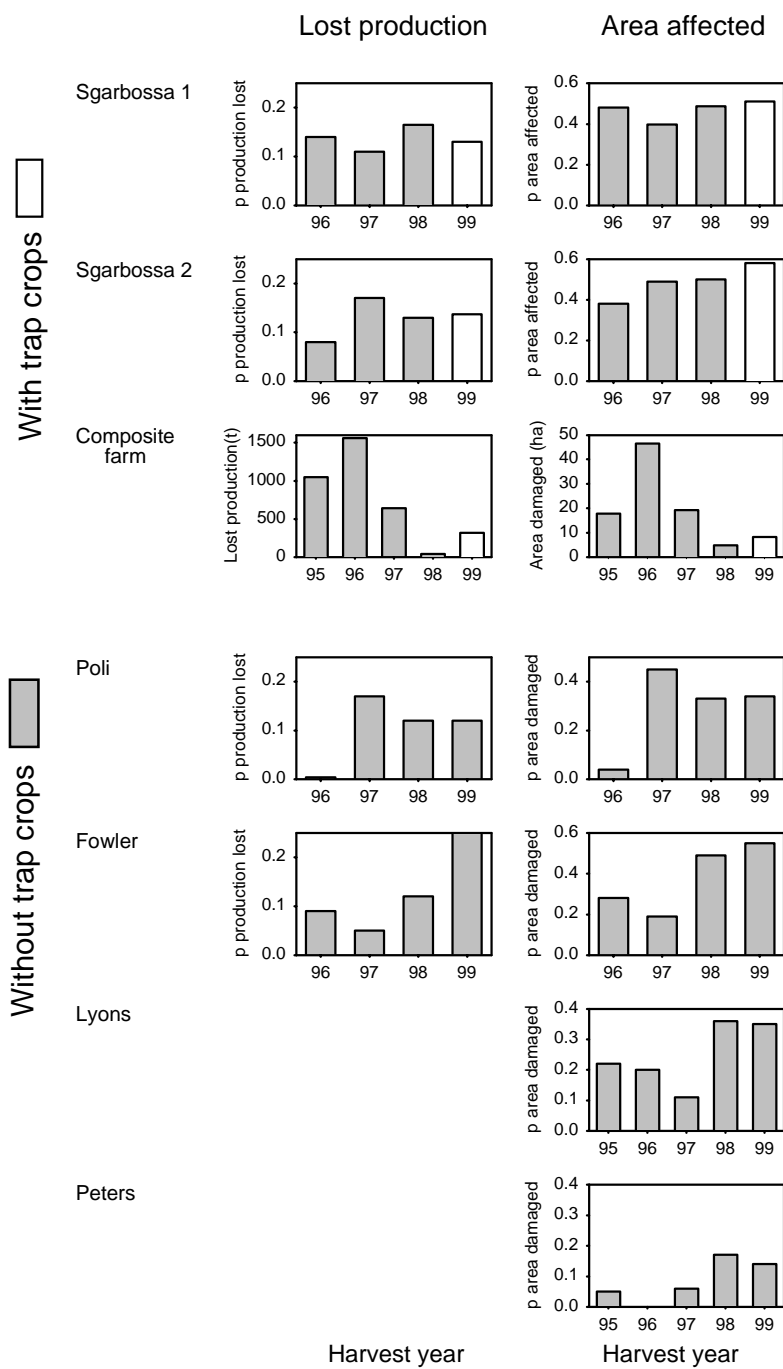 Lost production Area affected
With trap crops
Sgarbossa 1
p production lost
0.2
0.1
0.0
96 97 98 99
p area affected
0.6
0.4
0.2
0.0
96 97 98 99
Sgarbossa 2
p production lost
0.2
0.1
0.0
96 97 98 99
p area affected
0.6
0.4
0.2
0.0
96 97 98 99
Composite
farm
Lost production(t)
1500
1000
500
0
95 96 97 98 99
Area damaged (ha)
50
40
30
20
10
0
95 96 97 98 99
Without trap crops
Poli
p production lost
0.2
0.1
0.0
96 97 98 99
p area damaged
0.4
0.2
0.0
96 97 98 99
Fowler
p production lost
0.2
0.1
0.0
96 97 98 99
p area damaged
0.6
0.4
0.2
0.0
96 97 98 99
Lyons
p area damaged
0.4
0.3
0.2
0.1
0.0
95 96 97 98 99
Peters
p area damaged
0.4
0.3
0.2
0.1
0.0
95 96 97 98 99
Harvest year Harvest year